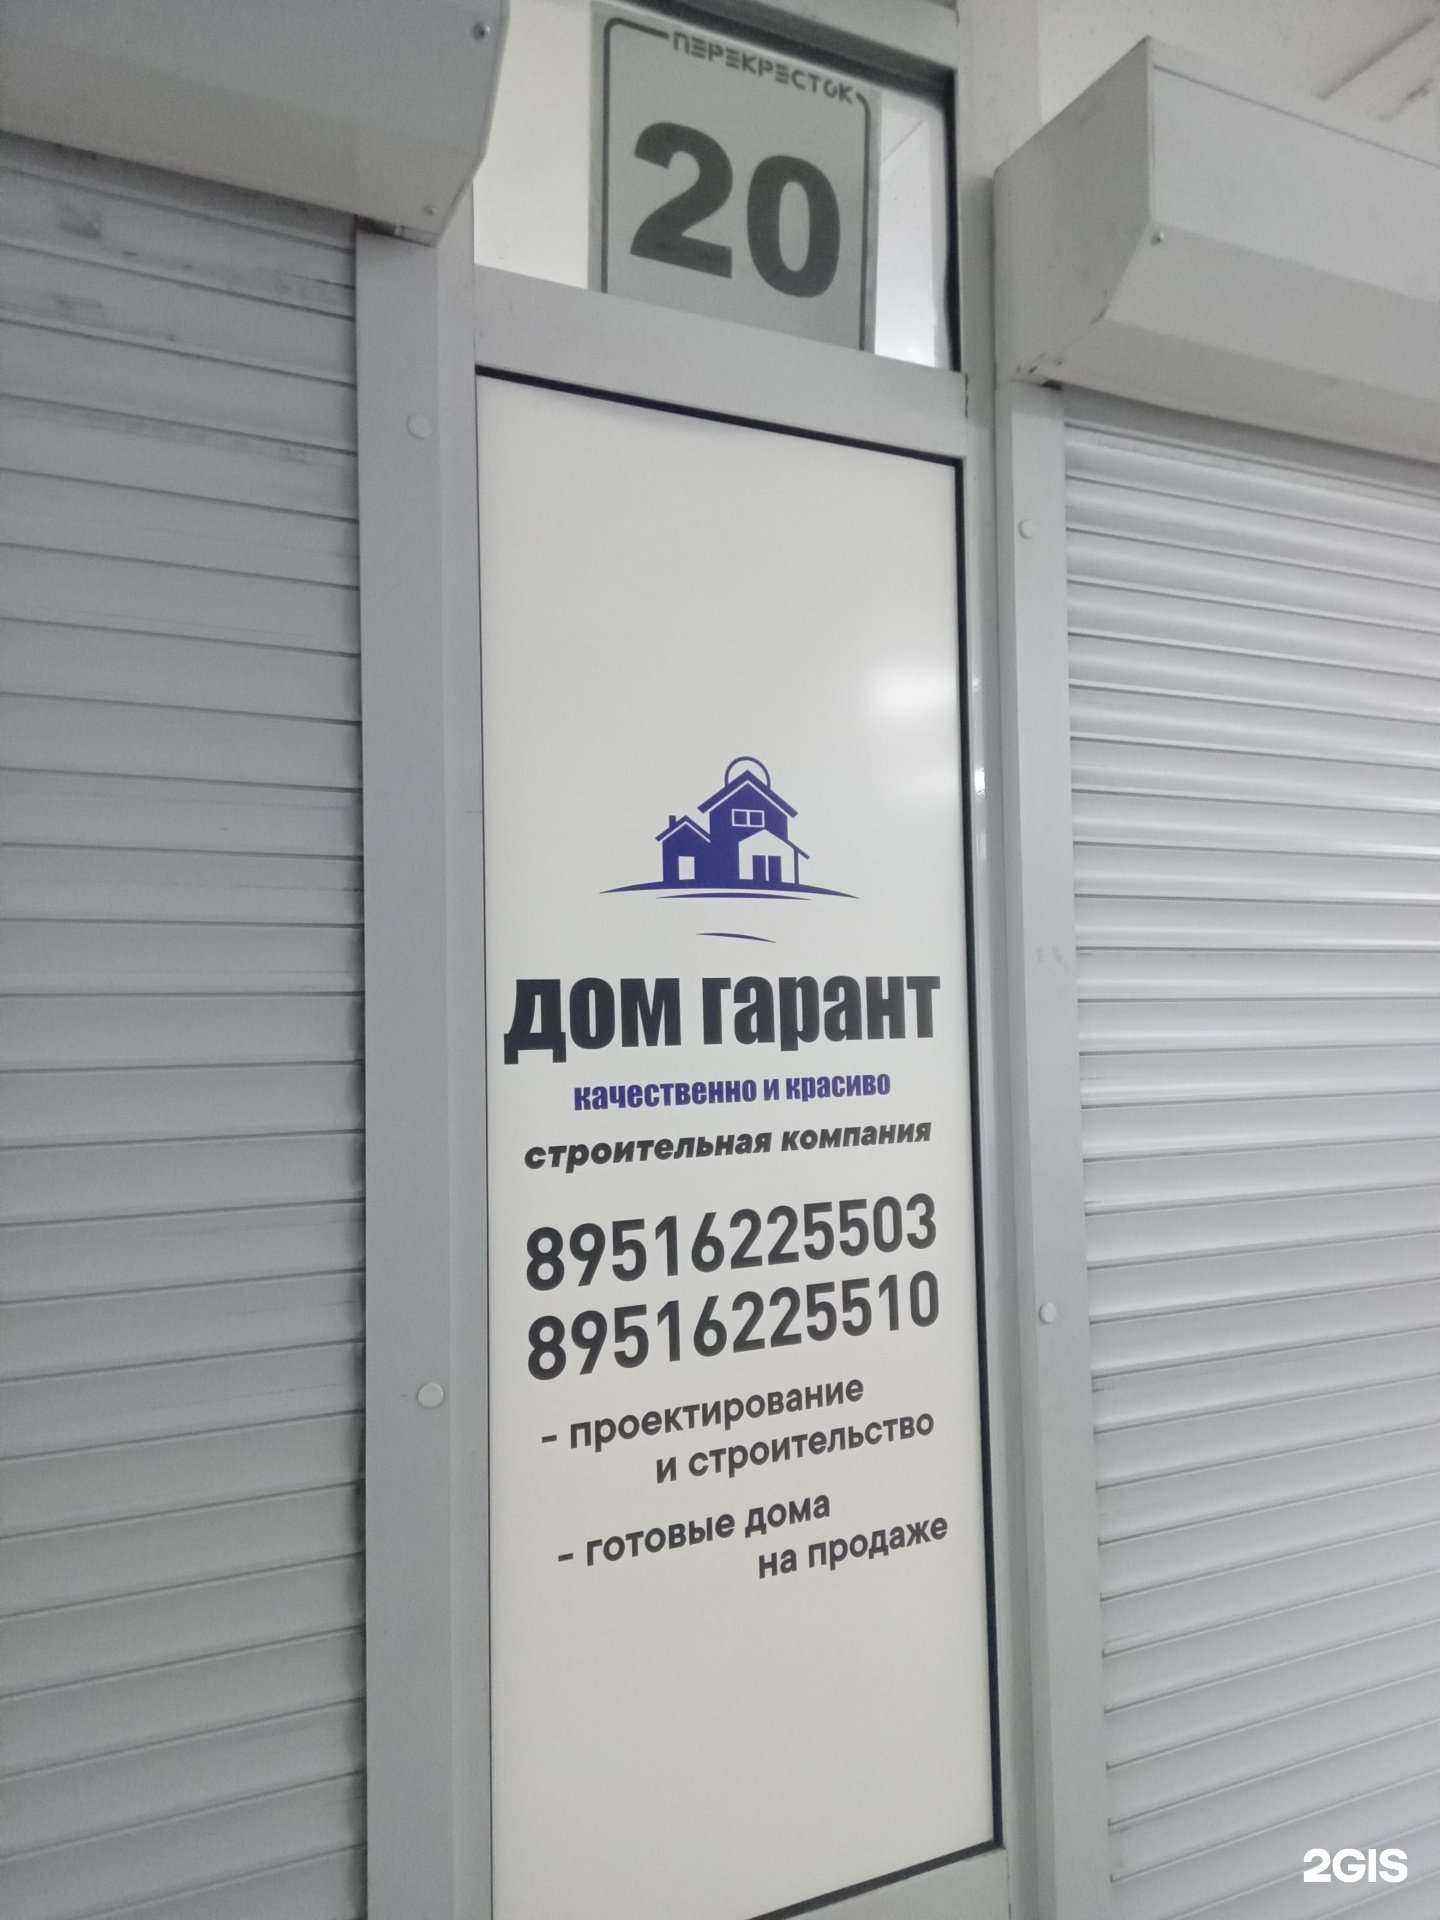 ПЕРЕКРЕСТОК
20
дом гарант
качественно и красиво
строительная компания
89516225503
89516225510
- проектирование
и строительство
- готовые дома
на продаже
2GIS